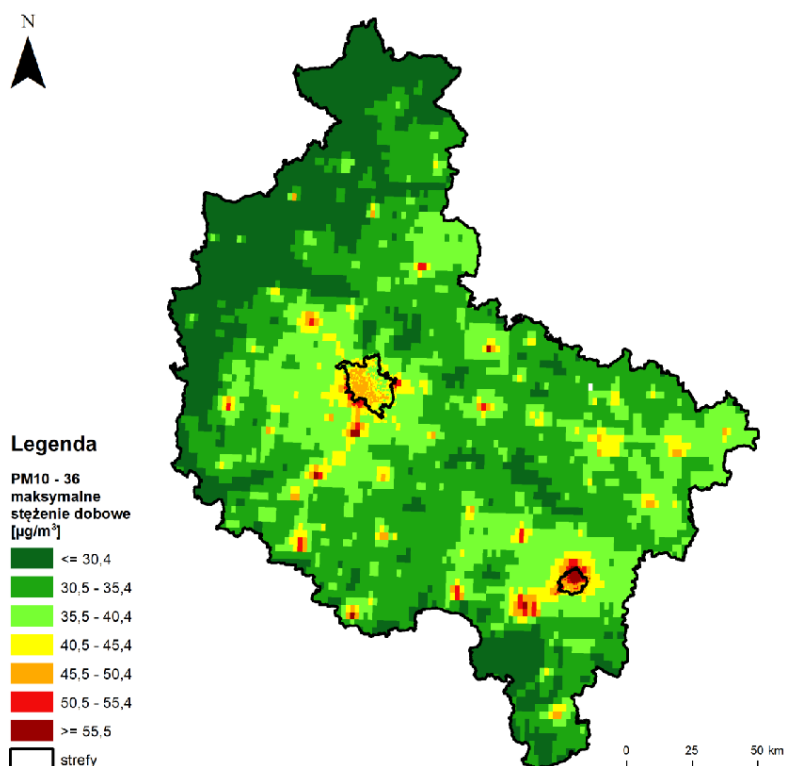 N
Legenda
PM10 - 36
maksymalne
stężenie dobowe
[µg/m³]
<= 30,4
30,5 - 35,4
35,5 - 40,4
40,5 - 45,4
45,5 - 50,4
50,5 - 55,4
>= 55,5
strefy
0 25 50 km